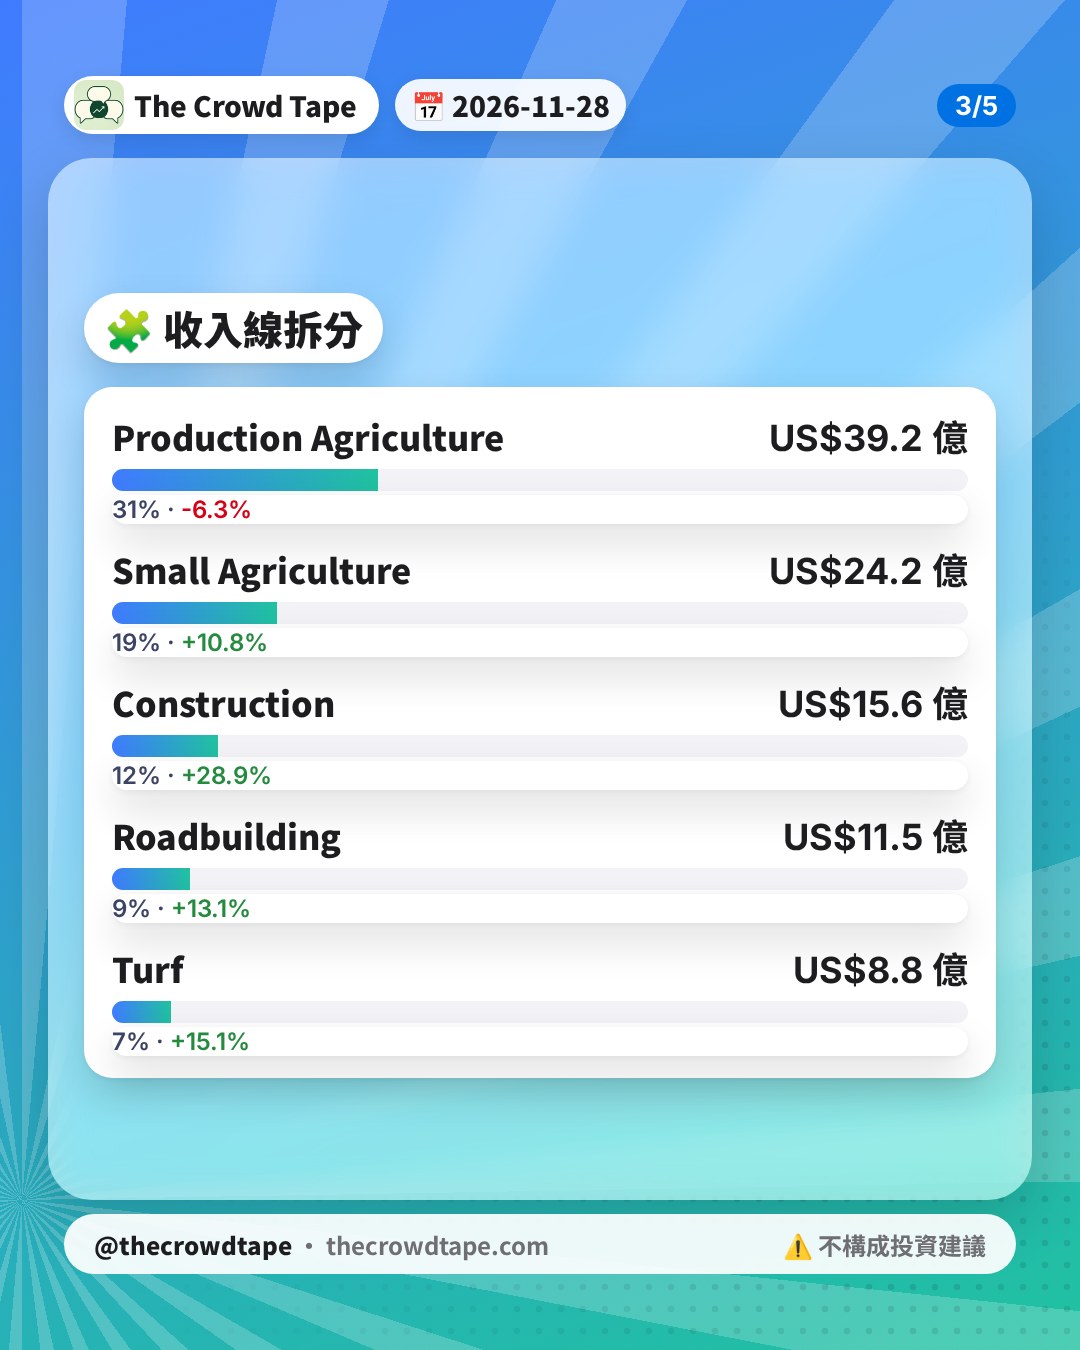 The Crowd Tape
📅 2026-11-28
3/5
🧩 收入線拆分
Production Agriculture US$39.2 億
31% · -6.3%
Small Agriculture US$24.2 億
19% · +10.8%
Construction US$15.6 億
12% · +28.9%
Roadbuilding US$11.5 億
9% · +13.1%
Turf US$8.8 億
7% · +15.1%
@thecrowdtape • thecrowdtape.com ⚠️ 不構成投資建議